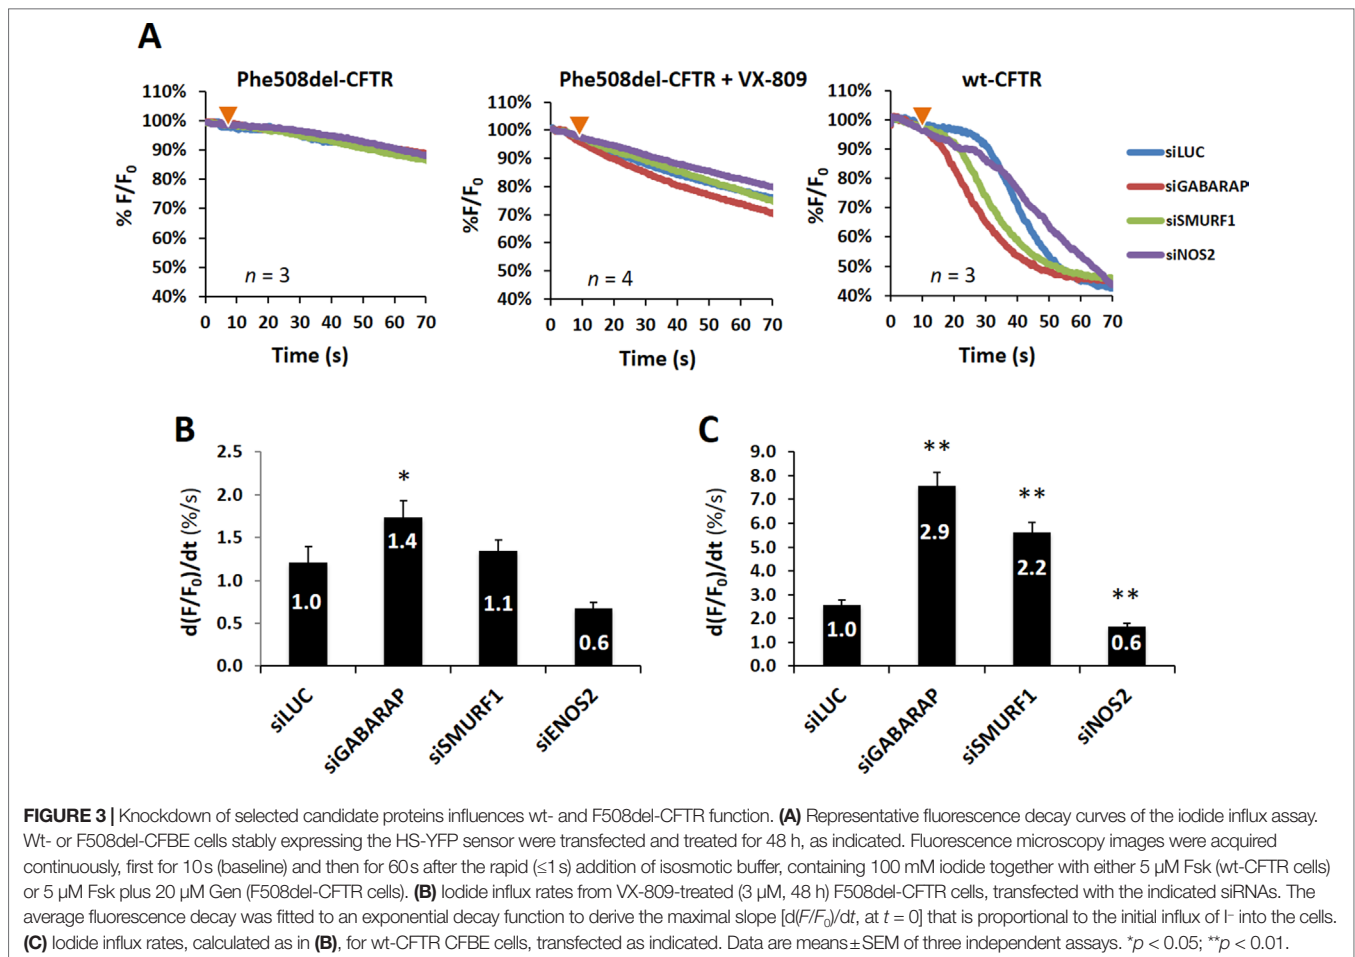 A
Phe508del-CFTR
110%
100%
90%
80%
70%
60%
50%
40%
% F/F0
n = 3
0 10 20 30 40 50 60 70
Time (s)
Phe508del-CFTR + VX-809
110%
100%
90%
80%
70%
60%
50%
40%
%F/F0
n = 4
0 10 20 30 40 50 60 70
Time (s)
wt-CFTR
110%
100%
90%
80%
70%
60%
50%
40%
%F/F0
n = 3
0 10 20 30 40 50 60 70
Time (s)
siLUC
siGABARAP
siSMURF1
siNOS2
B
2.5
2.0
1.5
1.0
0.5
0.0
d(F/F0)/dt (%/s)
*
1.0
1.4
1.1
0.6
siLUC
siGABARAP
siSMURF1
siENOS2
C
9.0
8.0
7.0
6.0
5.0
4.0
3.0
2.0
1.0
0.0
d(F/F0)/dt (%/s)
**
**
**
1.0
2.9
2.2
0.6
siLUC
siGABARAP
siSMURF1
siNOS2
FIGURE 3 | Knockdown of selected candidate proteins influences wt- and F508del-CFTR function. (A) Representative fluorescence decay curves of the iodide influx assay.
Wt- or F508del-CFBE cells stably expressing the HS-YFP sensor were transfected and treated for 48 h, as indicated. Fluorescence microscopy images were acquired
continuously, first for 10 s (baseline) and then for 60 s after the rapid (≤1 s) addition of isosmotic buffer, containing 100 mM iodide together with either 5 µM Fsk (wt-CFTR cells)
or 5 µM Fsk plus 20 µM Gen (F508del-CFTR cells). (B) Iodide influx rates from VX-809-treated (3 µM, 48 h) F508del-CFTR cells, transfected with the indicated siRNAs. The
average fluorescence decay was fitted to an exponential decay function to derive the maximal slope [d(F/F0)/dt, at t = 0] that is proportional to the initial influx of I⁻ into the cells.
(C) Iodide influx rates, calculated as in (B), for wt-CFTR CFBE cells, transfected as indicated. Data are means ± SEM of three independent assays. *p < 0.05; **p < 0.01.